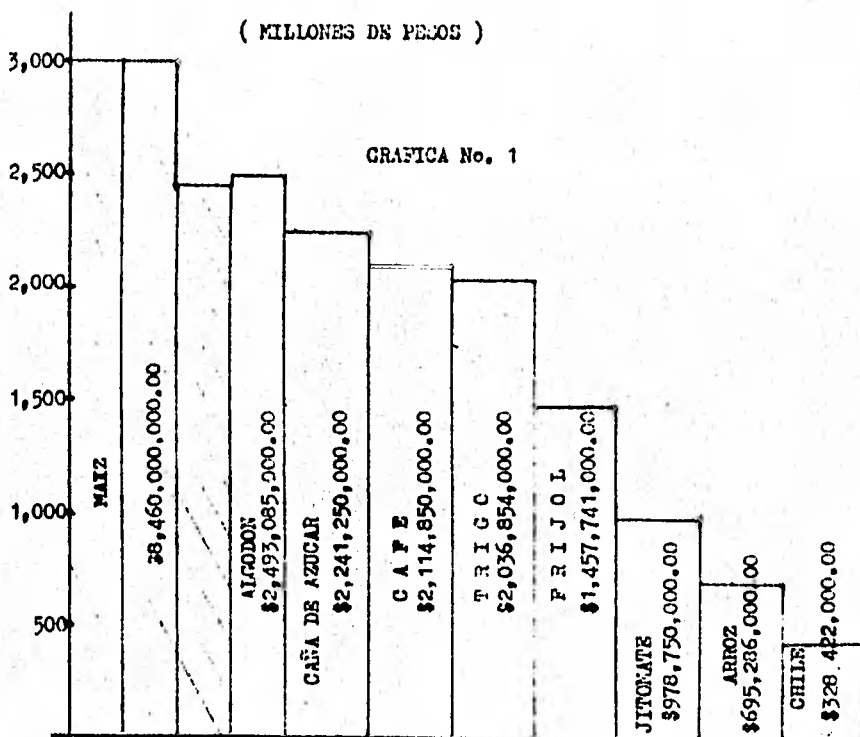 ( MILLONES DE PESOS )
GRAFICA No. 1
3,000
2,500
2,000
1,500
1,000
500
MAIZ
$8,460,000,000.00
ALGODON
$2,493,085,000.00
CAÑA DE AZUCAR
$2,241,250,000.00
C A F E
$2,114,850,000.00
T R I G O
$2,036,854,000.00
F R I J O L
$1,457,741,000.00
JITOMATE
$978,750,000.00
ARROZ
$695,286,000.00
CHILE
$328,422,000.00